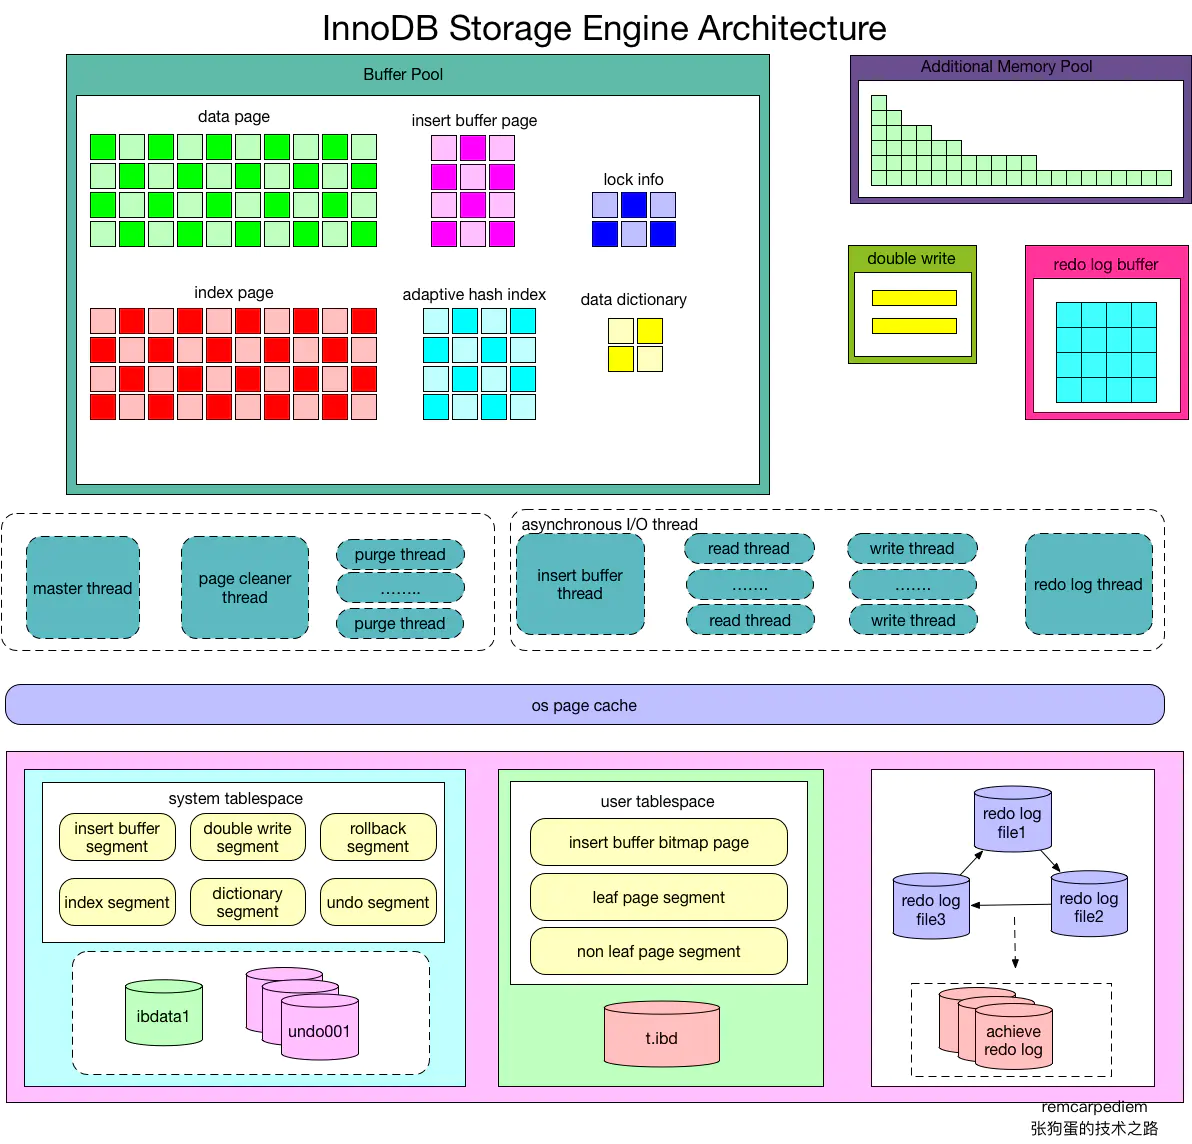 InnoDB Storage Engine Architecture
Buffer Pool
Additional Memory Pool
data page
insert buffer page
lock info
index page
adaptive hash index
data dictionary
double write
redo log buffer
master thread
page cleaner
thread
purge thread
........
purge thread
asynchronous I/O thread
insert buffer
thread
read thread
.......
read thread
write thread
.......
write thread
redo log thread
os page cache
system tablespace
insert buffer
segment
double write
segment
rollback
segment
index segment
dictionary
segment
undo segment
ibdata1
undo001
user tablespace
insert buffer bitmap page
leaf page segment
non leaf page segment
t.ibd
redo log
file1
redo log
file3
redo log
file2
achieve
redo log
remcarpediem
张狗蛋的技术之路